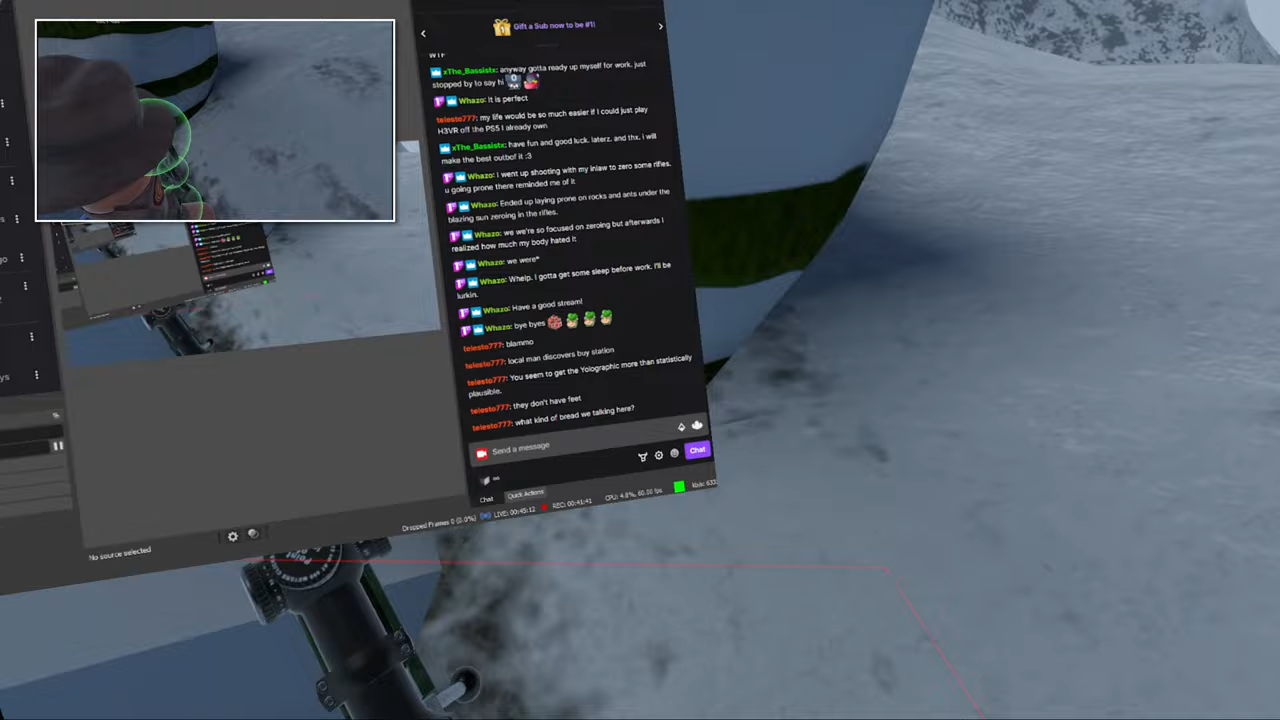 Gift a Sub now to be #1!
WTF
xThe_Bassistx: anyway gotta ready up myself for work. just
stopped by to say hi
Whazo: It is perfect
telesto777: my life would be so much easier if I could just play
H3VR off the PS5 I already own
xThe_Bassistx: have fun and good luck. laterz. and thx. i will
make the best outbof it :3
Whazo: I went up shooting with my inlaw to zero some rifles.
u going prone there reminded me of it
Whazo: Ended up laying prone on rocks and ants under the
blazing sun zeroing in the rifles.
Whazo: we we're so focused on zeroing but afterwards I
realized how much my body hated it
Whazo: we were*
Whazo: Whelp. I gotta get some sleep before work. I'll be
lurkin.
Whazo: Have a good stream!
Whazo: bye byes
telesto777: blammo
telesto777: local man discovers buy station
telesto777: You seem to get the Yolographic more than statistically
plausible.
telesto777: they don't have feet
telesto777: what kind of bread we talking here?
Send a message
Chat
Chat
Quick Actions
Dropped Frames 0 (0.0%)
LIVE: 00:45:12
REC: 00:41:41
CPU: 4.8%, 60.00 fps
kb/s: 633
No source selected
go
ys